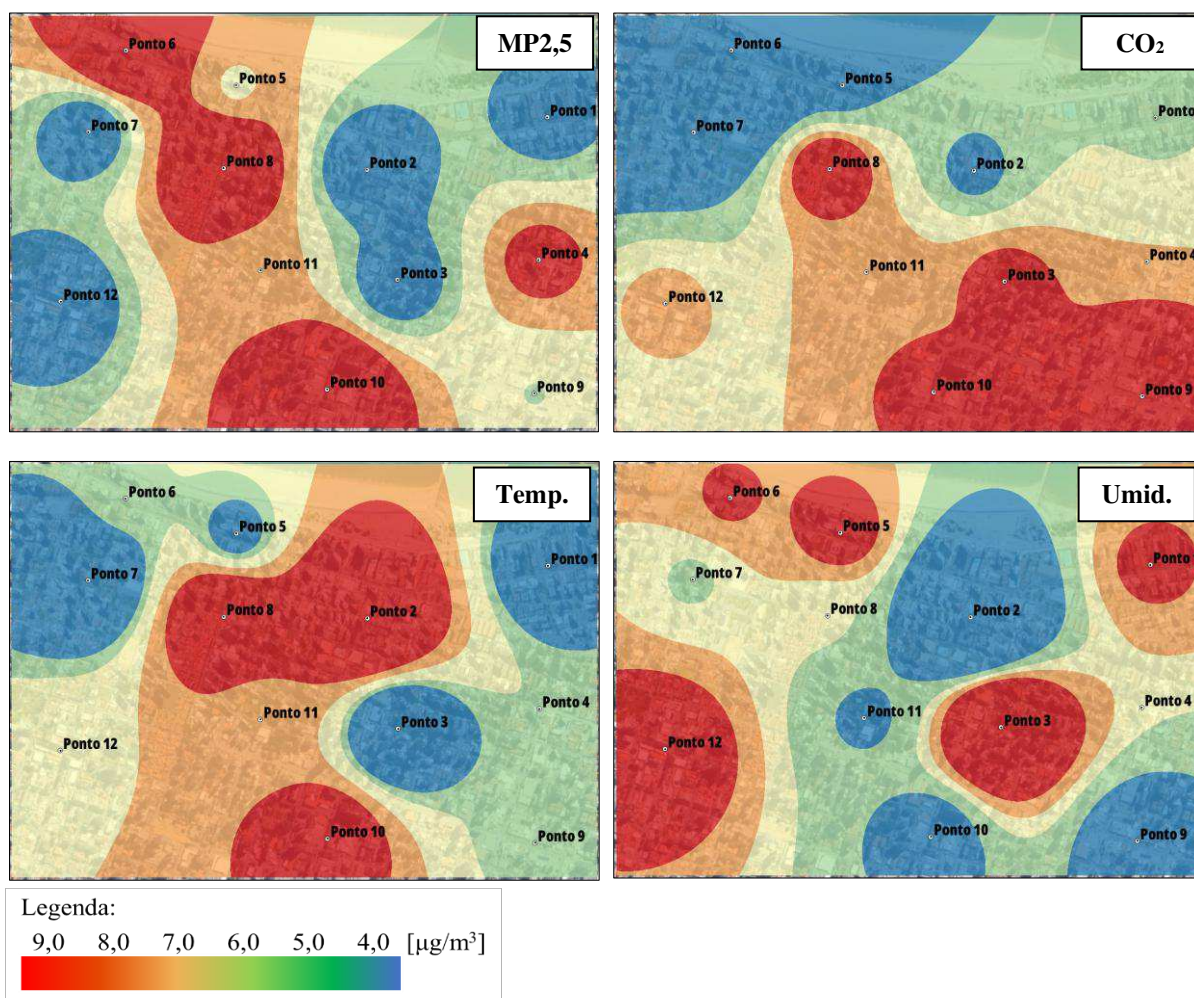 MP2,5
Ponto 6
Ponto 5
Ponto 1
Ponto 7
Ponto 8
Ponto 2
Ponto 4
Ponto 11
Ponto 3
Ponto 12
Ponto 10
Ponto 9
CO2
Ponto 6
Ponto 5
Ponto
Ponto 7
Ponto 8
Ponto 2
Ponto 4
Ponto 11
Ponto 3
Ponto 12
Ponto 10
Ponto 9
Temp.
Ponto 6
Ponto 5
Ponto 1
Ponto 7
Ponto 8
Ponto 2
Ponto 4
Ponto 11
Ponto 3
Ponto 12
Ponto 10
Ponto 9
Umid.
Ponto 6
Ponto 5
Ponto
Ponto 7
Ponto 8
Ponto 2
Ponto 4
Ponto 11
Ponto 3
Ponto 12
Ponto 10
Ponto 9
Legenda:
9,0 8,0 7,0 6,0 5,0 4,0 [µg/m³]